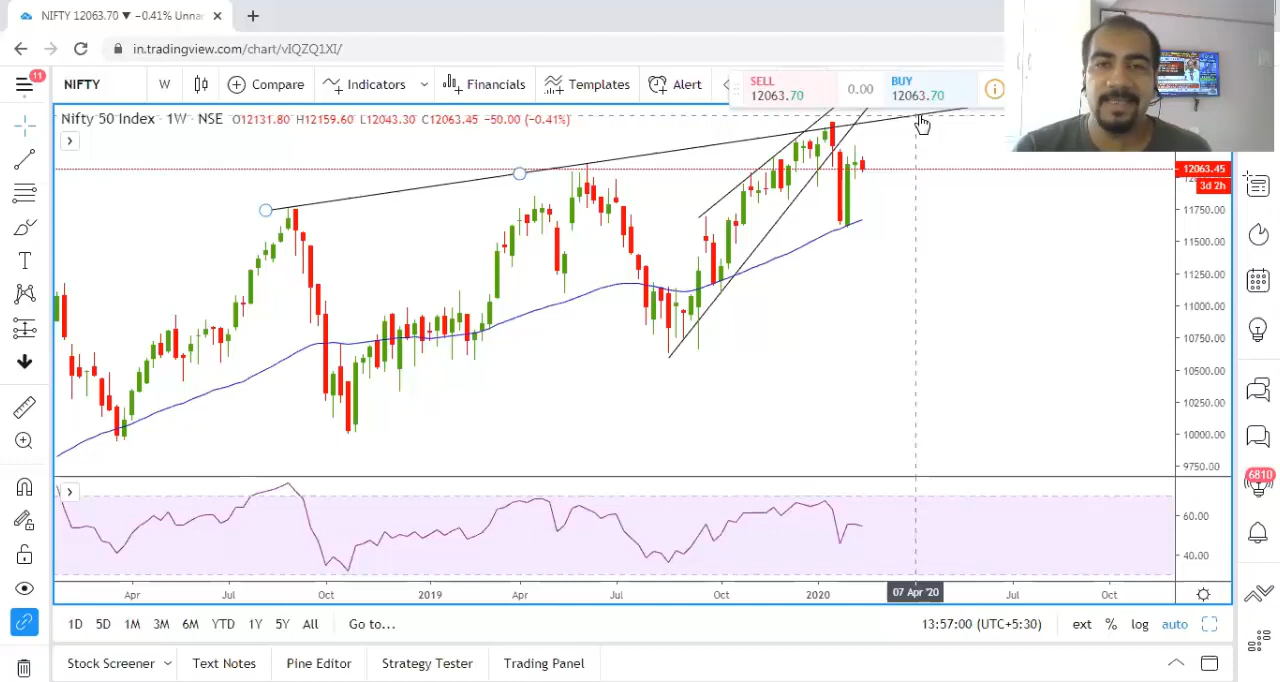 NIFTY 12063.70 ▼ −0.41% Unna
in.tradingview.com/chart/vIQZQ1XI/
11
NIFTY
W
Compare
Indicators
Financials
Templates
Alert
SELL
12063.70
0.00
BUY
12063.70
Nifty 50 Index · 1W · NSE O12131.80 H12159.60 L12043.30 C12063.45 −50.00 (−0.41%)
12063.45
3d 2h
11750.00
11500.00
11250.00
11000.00
10750.00
10500.00
10250.00
10000.00
9750.00
60.00
40.00
6810
Apr Jul Oct 2019 Apr Jul Oct 2020 07 Apr '20 Jul Oct
1D 5D 1M 3M 6M YTD 1Y 5Y All Go to...
13:57:00 (UTC+5:30) ext % log auto
Stock Screener Text Notes Pine Editor Strategy Tester Trading Panel